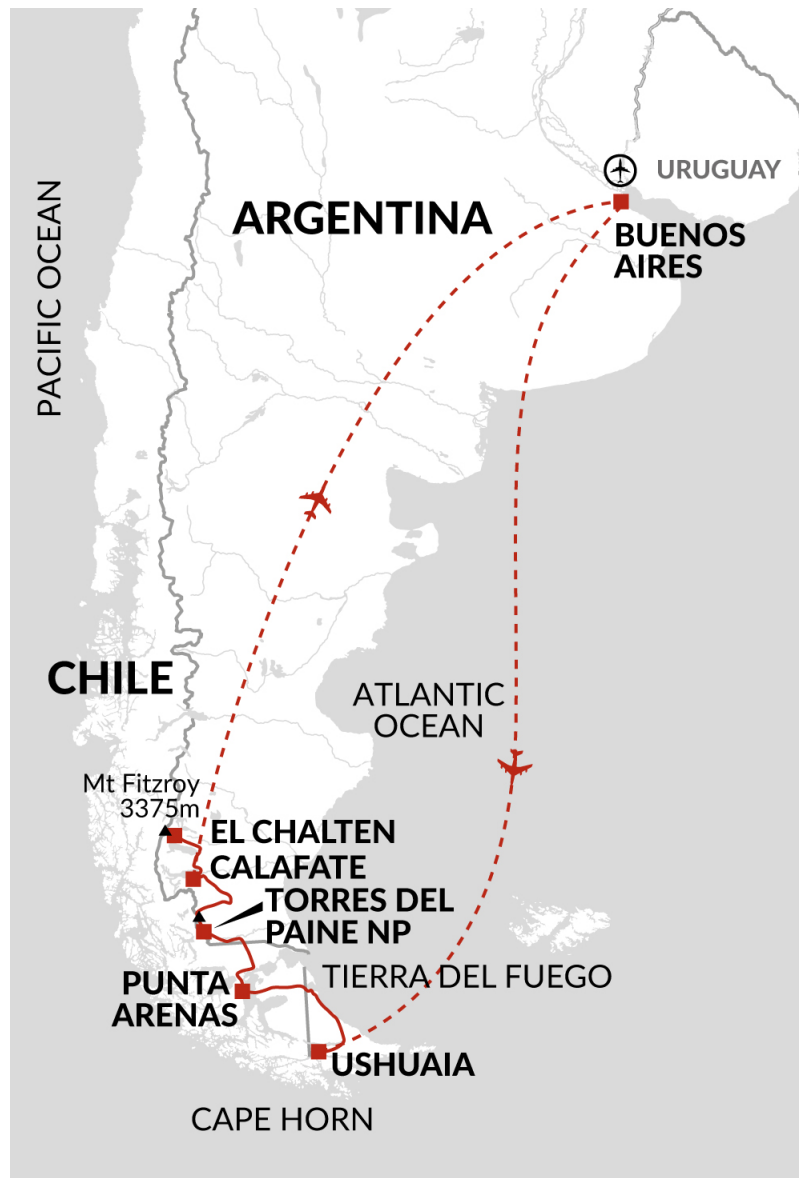 URUGUAY
ARGENTINA
BUENOS
AIRES
PACIFIC OCEAN
CHILE
ATLANTIC
OCEAN
Mt Fitzroy
3375m
EL CHALTEN
CALAFATE
TORRES DEL
PAINE NP
TIERRA DEL FUEGO
PUNTA
ARENAS
USHUAIA
CAPE HORN